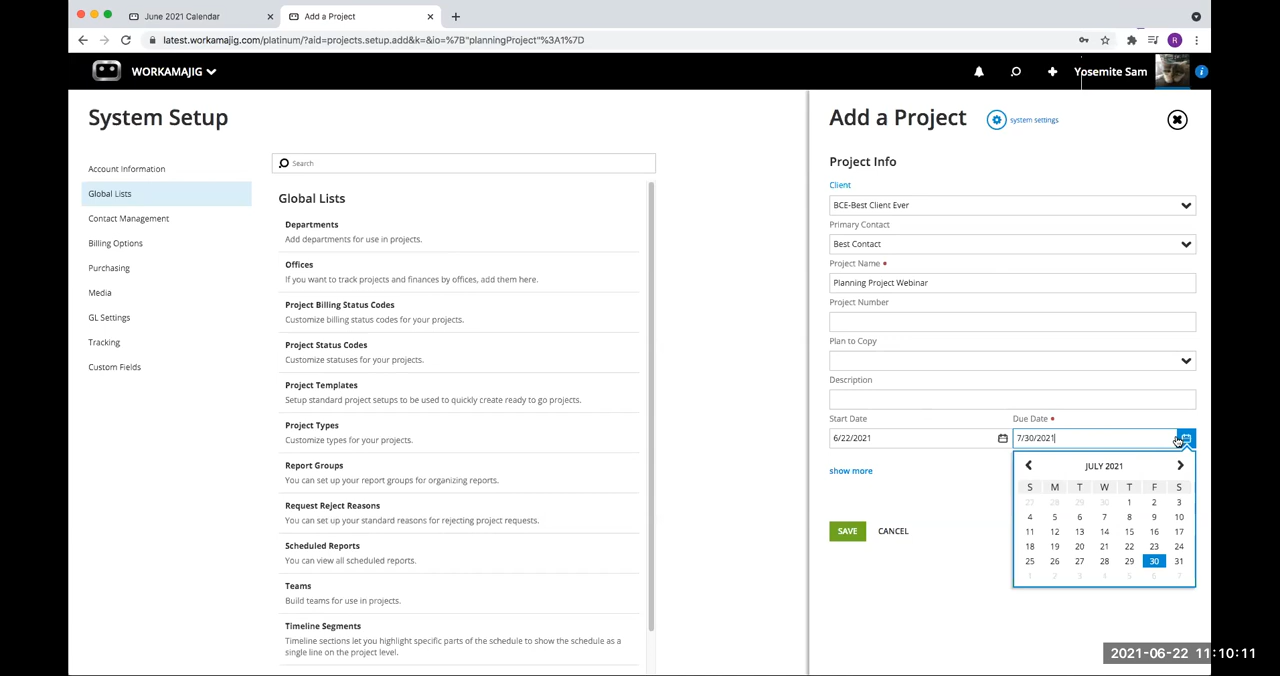 June 2021 Calendar
Add a Project
latest.workamajig.com/platinum/?aid=projects.setup.add&k=&io=%7B"planningProject"%3A1%7D
R
WORKAMAJIG
Yosemite Sam
i
System Setup
Account Information
Global Lists
Contact Management
Billing Options
Purchasing
Media
GL Settings
Tracking
Custom Fields
Search
Global Lists
Departments
Add departments for use in projects.
Offices
If you want to track projects and finances by offices, add them here.
Project Billing Status Codes
Customize billing status codes for your projects.
Project Status Codes
Customize statuses for your projects.
Project Templates
Setup standard project setups to be used to quickly create ready to go projects.
Project Types
Customize types for your projects.
Report Groups
You can set up your report groups for organizing reports.
Request Reject Reasons
You can set up your standard reasons for rejecting project requests.
Scheduled Reports
You can view all scheduled reports.
Teams
Build teams for use in projects.
Timeline Segments
Timeline sections let you highlight specific parts of the schedule to show the schedule as a
single line on the project level.
Add a Project
system settings
Project Info
Client
BCE-Best Client Ever
Primary Contact
Best Contact
Project Name
Planning Project Webinar
Project Number
Plan to Copy
Description
Start Date Due Date
6/22/2021 7/30/2021
show more
SAVE CANCEL
JULY 2021
S M T W T F S
27 28 29 30 1 2 3
4 5 6 7 8 9 10
11 12 13 14 15 16 17
18 19 20 21 22 23 24
25 26 27 28 29 30 31
1 2 3 4 5 6 7
2021-06-22 11:10:11